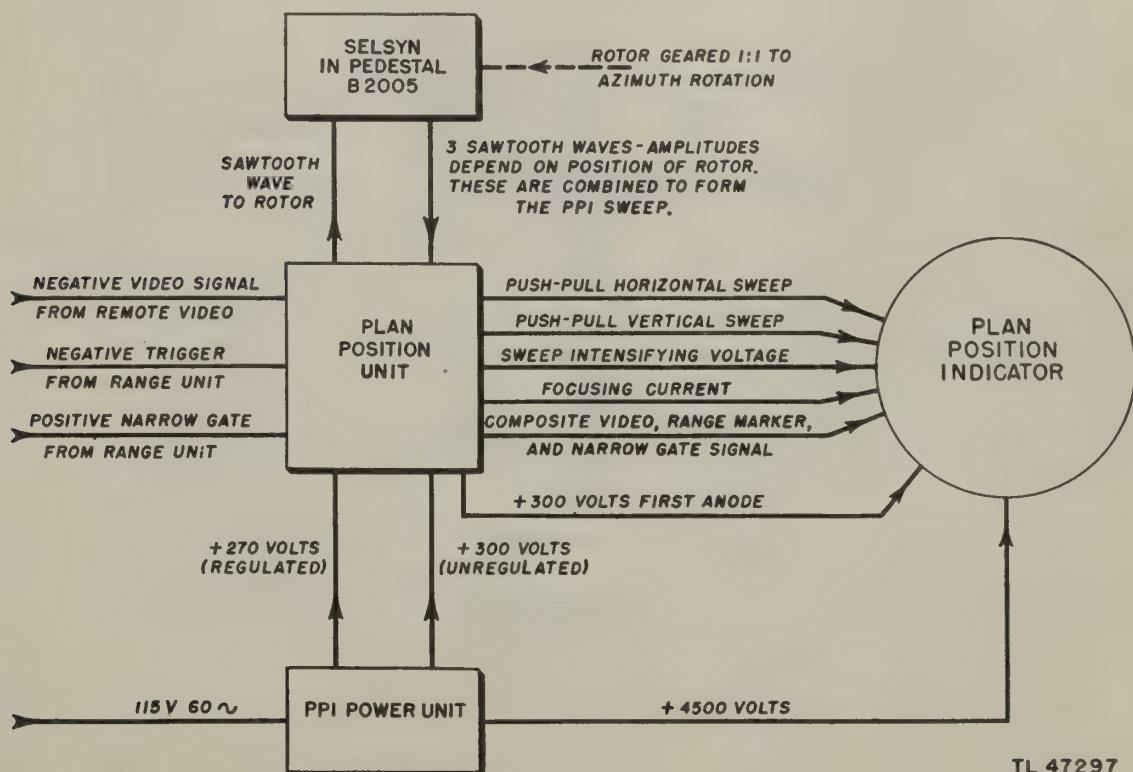 SELSYN
IN PEDESTAL
B 2005
ROTOR GEARED 1:1 TO
AZIMUTH ROTATION
SAWTOOTH
WAVE
TO ROTOR
3 SAWTOOTH WAVES-AMPLITUDES
DEPEND ON POSITION OF ROTOR.
THESE ARE COMBINED TO FORM
THE PPI SWEEP.
NEGATIVE VIDEO SIGNAL
FROM REMOTE VIDEO
NEGATIVE TRIGGER
FROM RANGE UNIT
POSITIVE NARROW GATE
FROM RANGE UNIT
PLAN
POSITION
UNIT
PUSH-PULL HORIZONTAL SWEEP
PUSH-PULL VERTICAL SWEEP
SWEEP INTENSIFYING VOLTAGE
FOCUSING CURRENT
COMPOSITE VIDEO, RANGE MARKER,
AND NARROW GATE SIGNAL
+300 VOLTS FIRST ANODE
PLAN
POSITION
INDICATOR
+270 VOLTS
(REGULATED)
+300 VOLTS
(UNREGULATED)
115 V 60 ~
PPI POWER UNIT
+4500 VOLTS
TL 47297